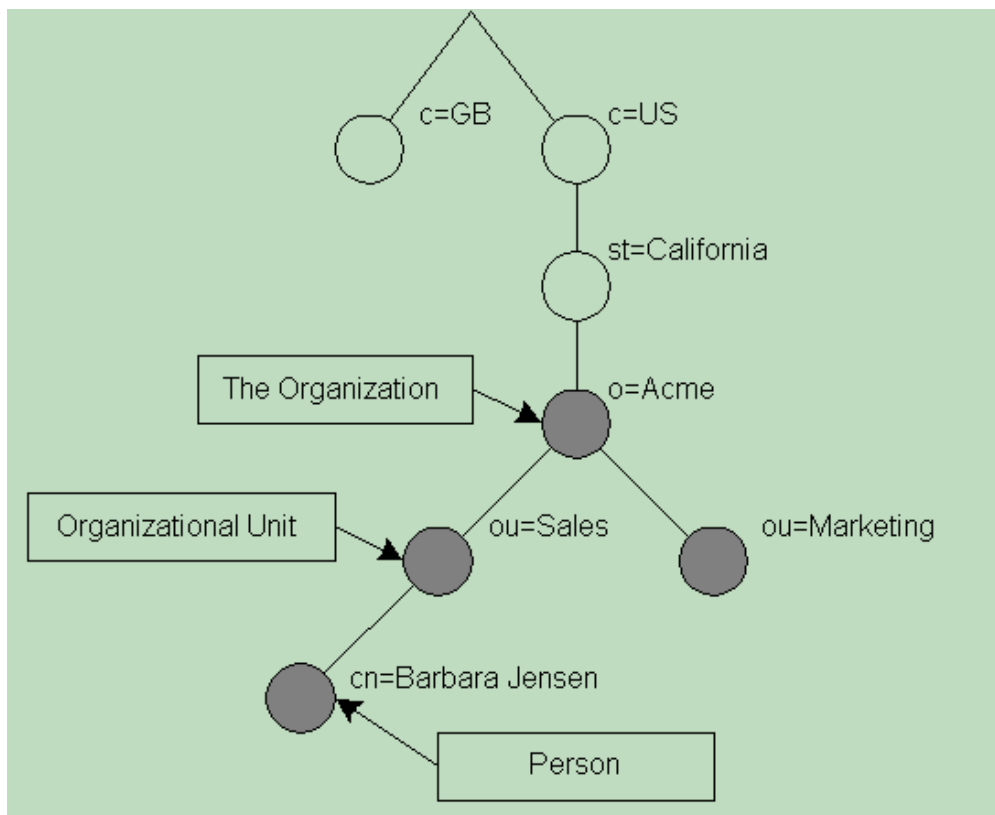 c=GB
c=US
st=California
The Organization
o=Acme
Organizational Unit
ou=Sales
ou=Marketing
cn=Barbara Jensen
Person